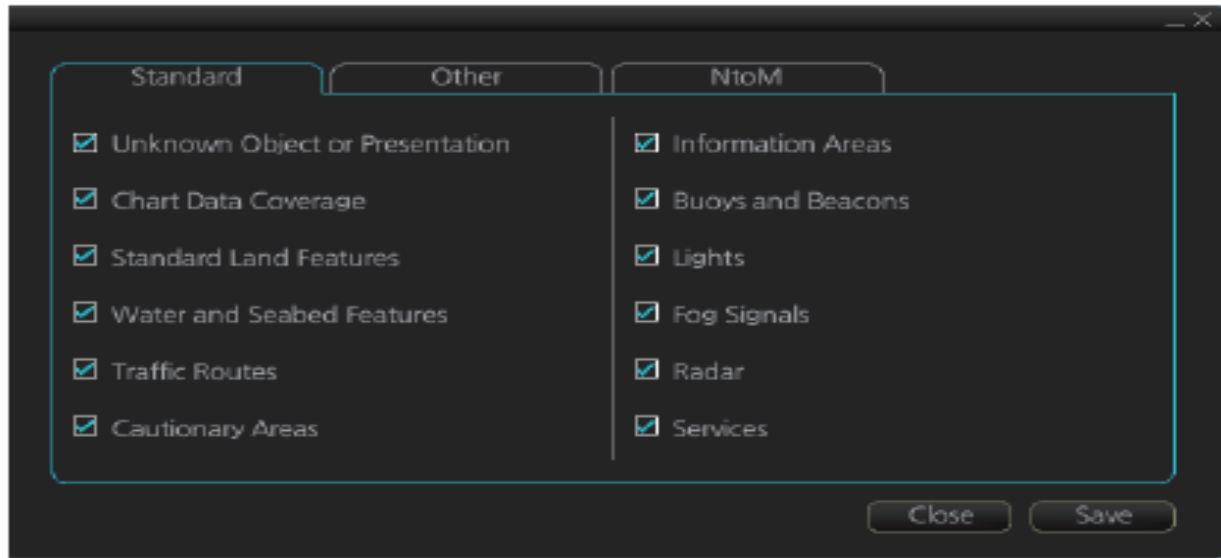 Standard
Other
NtoM
Unknown Object or Presentation
Chart Data Coverage
Standard Land Features
Water and Seabed Features
Traffic Routes
Cautionary Areas
Information Areas
Buoys and Beacons
Lights
Fog Signals
Radar
Services
Close
Save